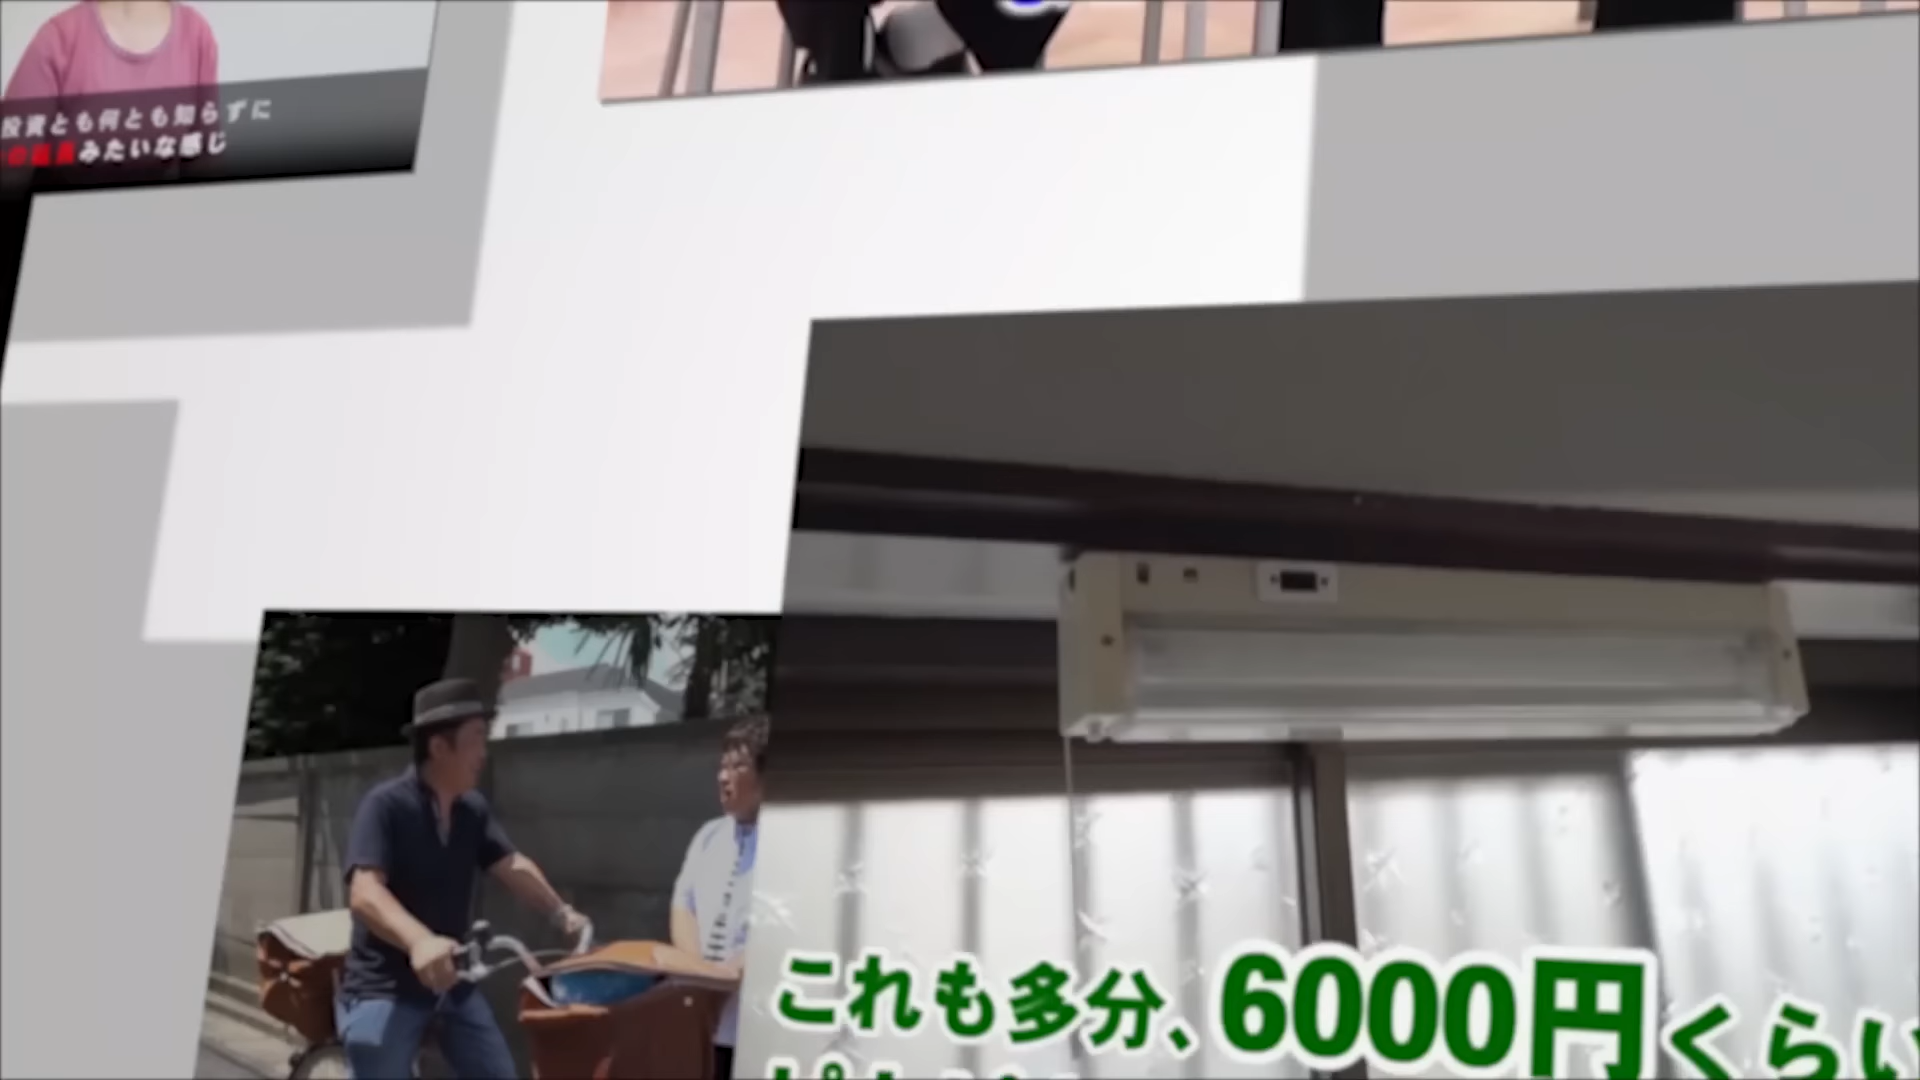 投資とも何とも知らずに
みたいな感じ
これも多分、6000円くらい